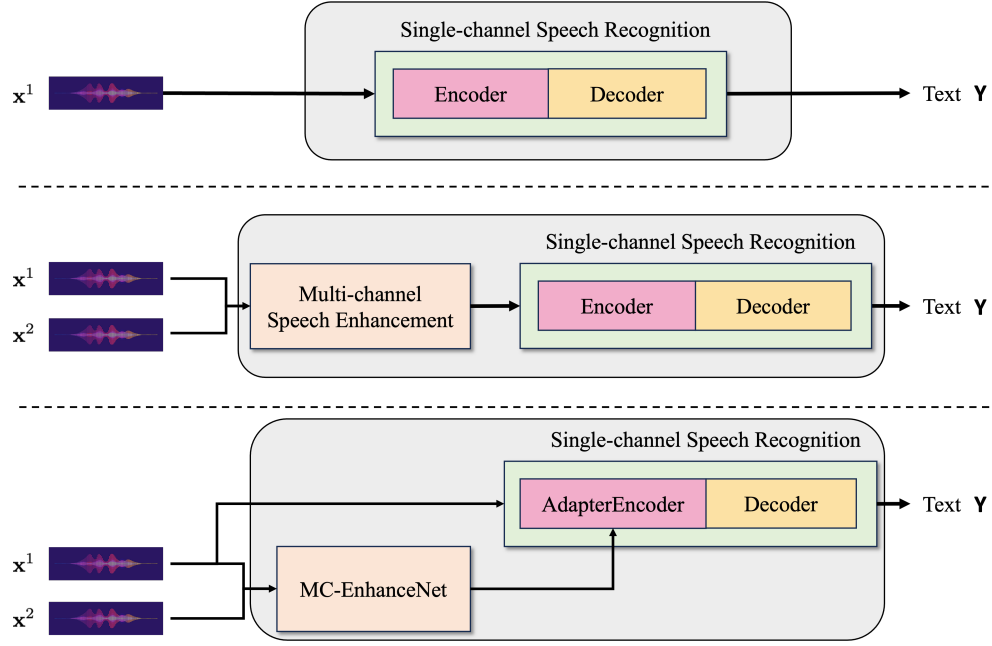 Single-channel Speech Recognition
x¹ Encoder Decoder Text Y
Single-channel Speech Recognition
x¹
Multi-channel
Speech Enhancement
Encoder Decoder Text Y
x²
Single-channel Speech Recognition
AdapterEncoder Decoder Text Y
x¹
MC-EnhanceNet
x²